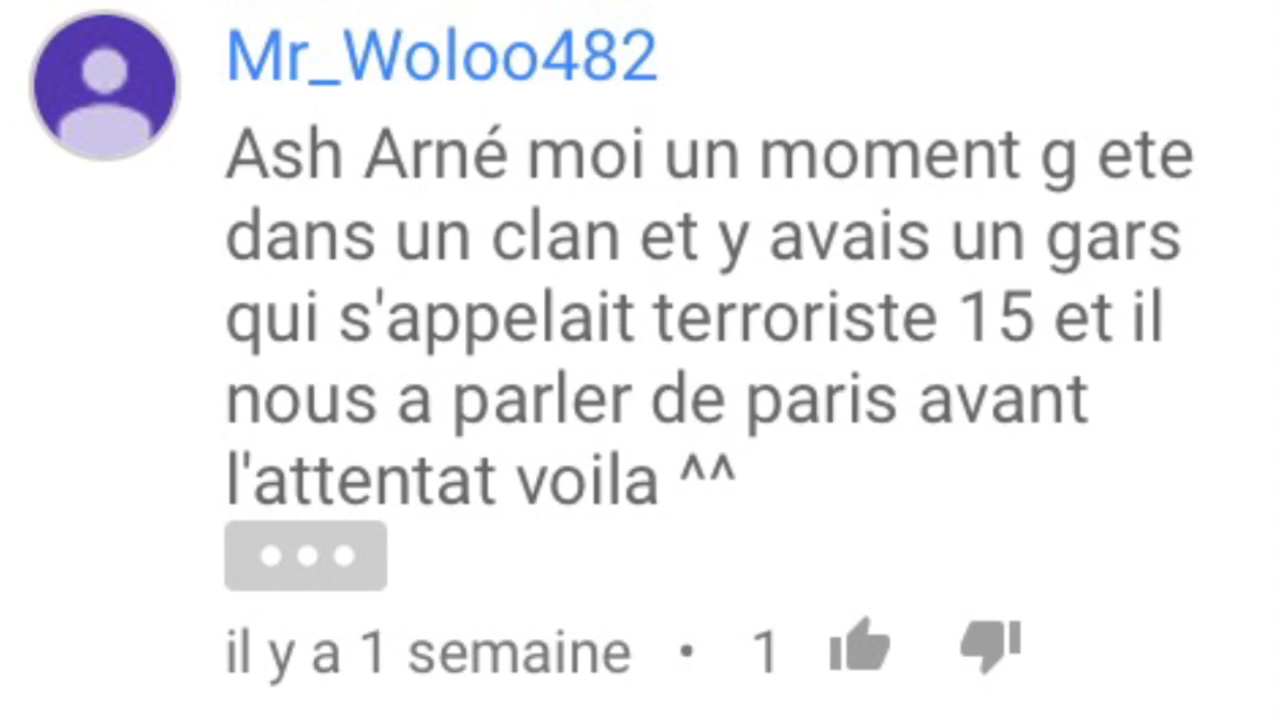 Mr_Woloo482
Ash Arné moi un moment g ete
dans un clan et y avais un gars
qui s'appelait terroriste 15 et il
nous a parler de paris avant
l'attentat voila ^^
il y a 1 semaine • 1